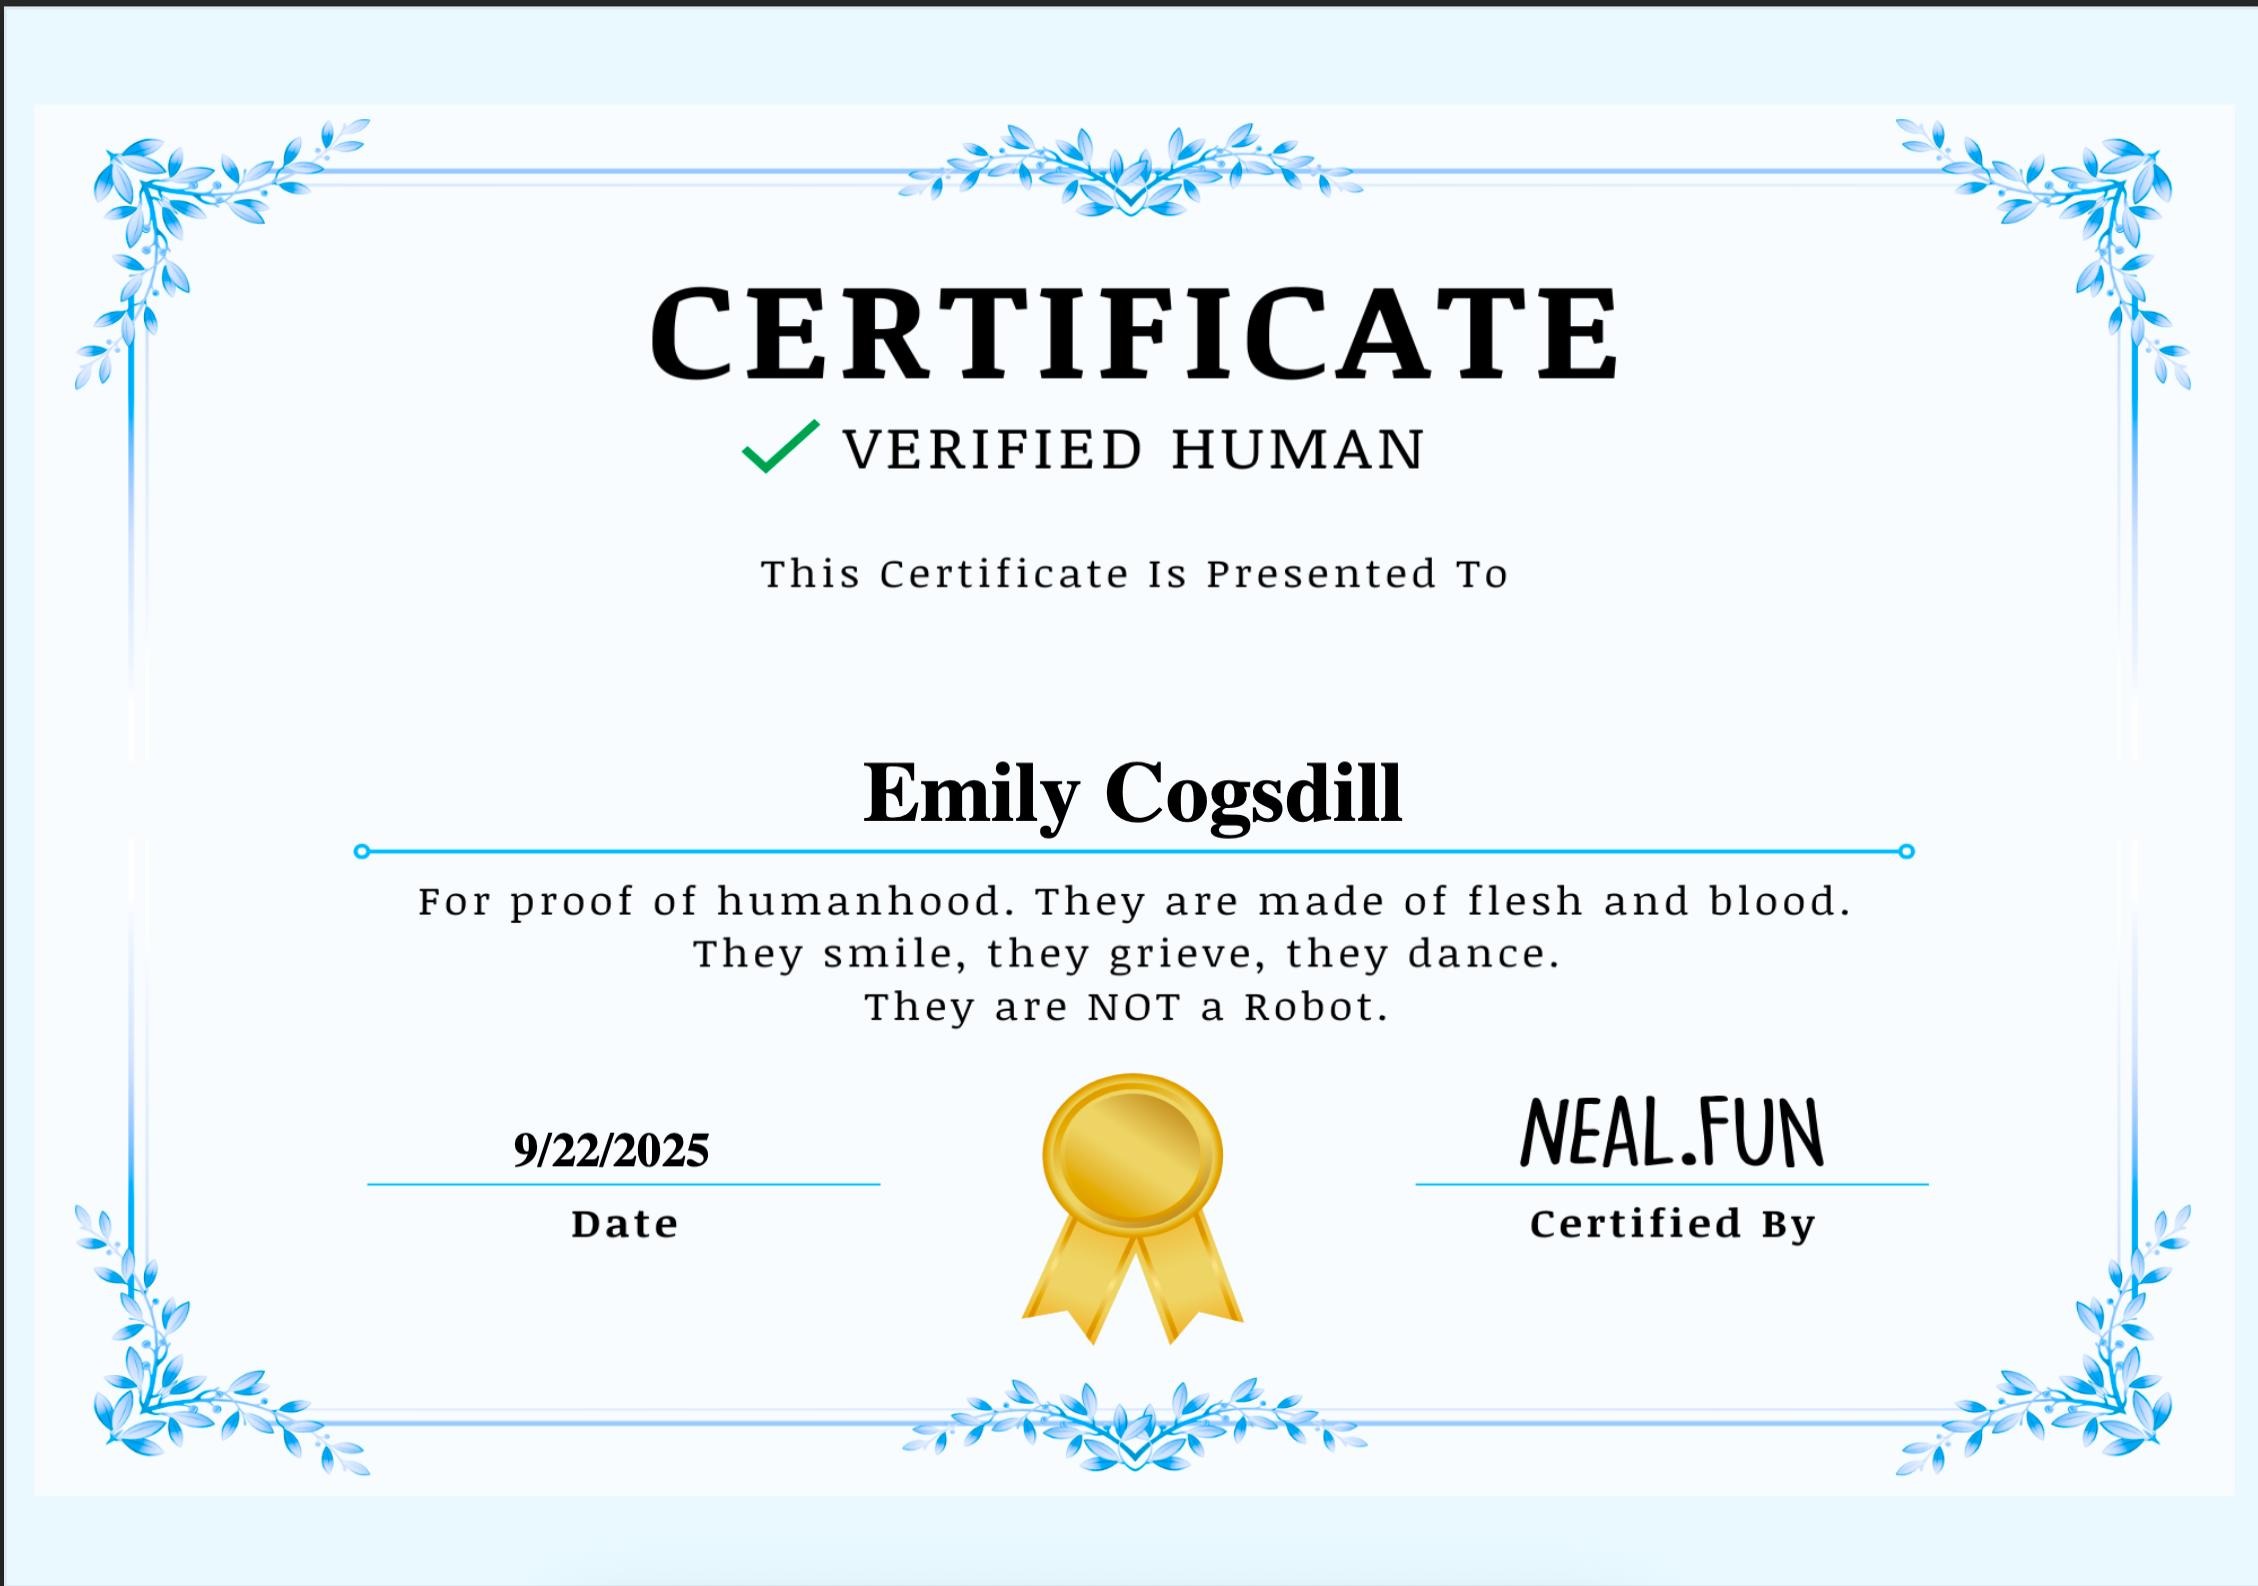 CERTIFICATE
VERIFIED HUMAN
This Certificate Is Presented To
Emily Cogsdill
For proof of humanhood. They are made of flesh and blood.
They smile, they grieve, they dance.
They are NOT a Robot.
9/22/2025
Date
NEAL.FUN
Certified By